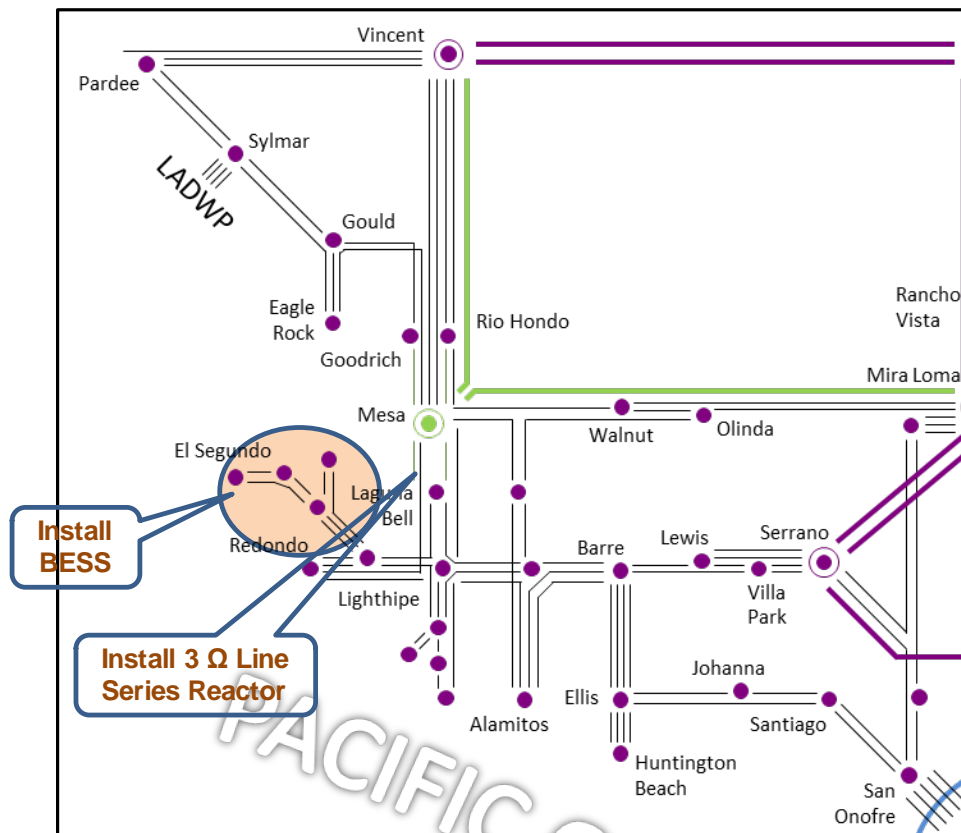 Vincent
Pardee
Sylmar
LADWP
Gould
Eagle
Rock
Rio Hondo
Goodrich
Rancho
Vista
Mira Loma
Mesa
Walnut
Olinda
El Segundo
Laguna
Bell
Install
BESS
Redondo
Lighthipe
Barre
Lewis
Serrano
Villa
Park
Install 3 Ω Line
Series Reactor
Johanna
Alamitos
Ellis
Santiago
Huntington
Beach
San
Onofre
PACIFIC